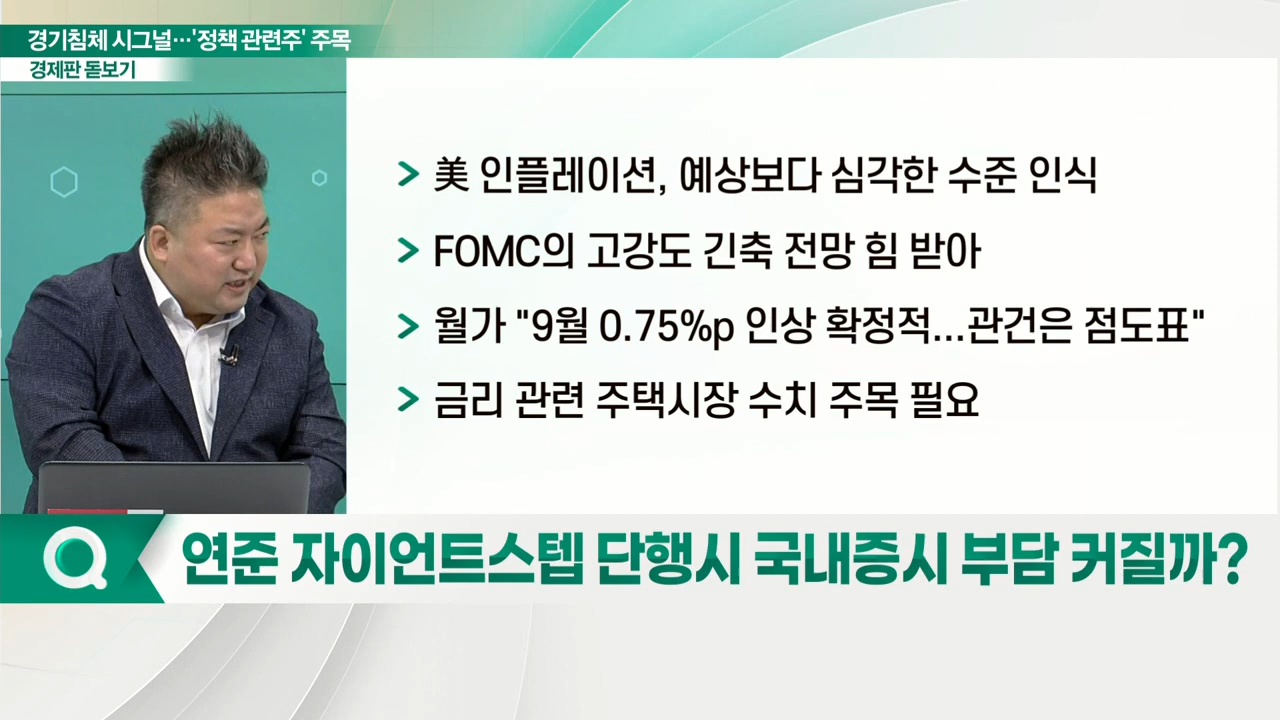 경기침체 시그널…'정책 관련주' 주목
경제판 돋보기
> 美 인플레이션, 예상보다 심각한 수준 인식
> FOMC의 고강도 긴축 전망 힘 받아
> 월가 "9월 0.75%p 인상 확정적...관건은 점도표"
> 금리 관련 주택시장 수치 주목 필요
Q 연준 자이언트스텝 단행시 국내증시 부담 커질까?